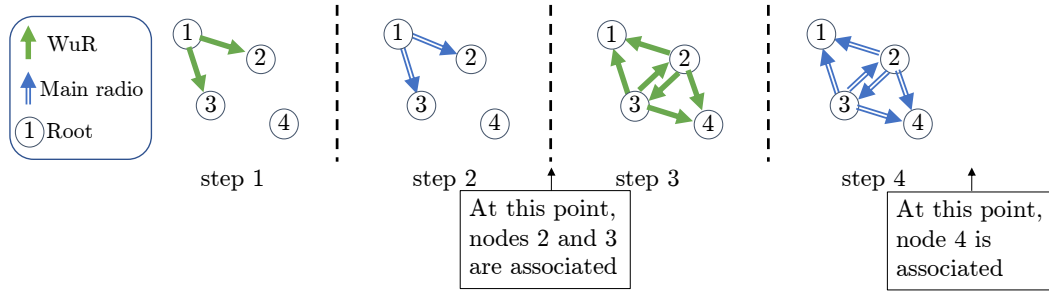 WuR
Main radio
1 Root
1
2
3
4
step 1
1
2
3
4
step 2
1
2
3
4
step 3
1
2
3
4
step 4
At this point,
nodes 2 and 3
are associated
At this point,
node 4 is
associated